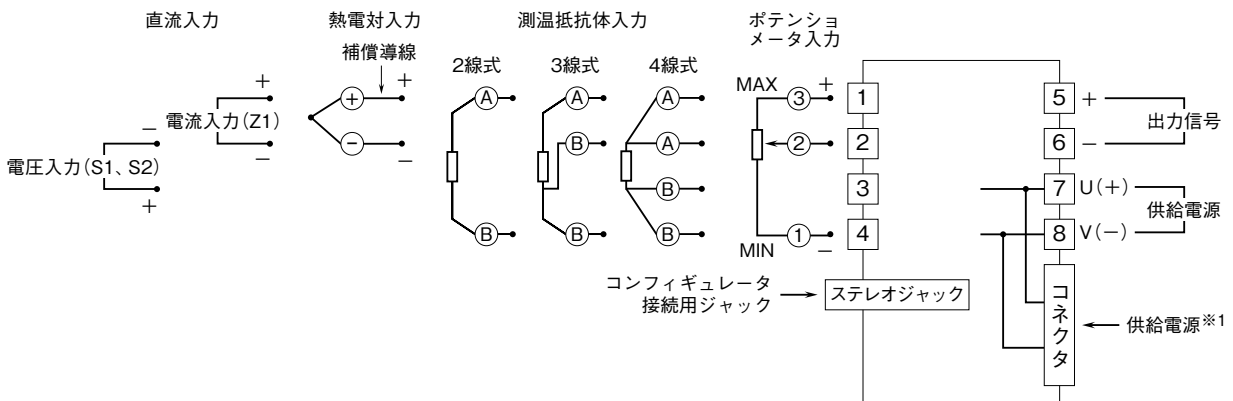 直流入力
熱電対入力
測温抵抗体入力
ポテンショ
メータ入力
補償導線
2線式
3線式
4線式
+
−
電流入力(Z1)
−
電圧入力(S1、S2)
+
+
−
+
−
A
B
A
B
B
A
A
B
B
MAX
3
+
2
MIN
1
−
1
2
3
4
5
+
6
−
出力信号
7
U(+)
8
V(−)
供給電源
コンフィギュレータ
接続用ジャック
ステレオジャック
コネクタ
供給電源※1